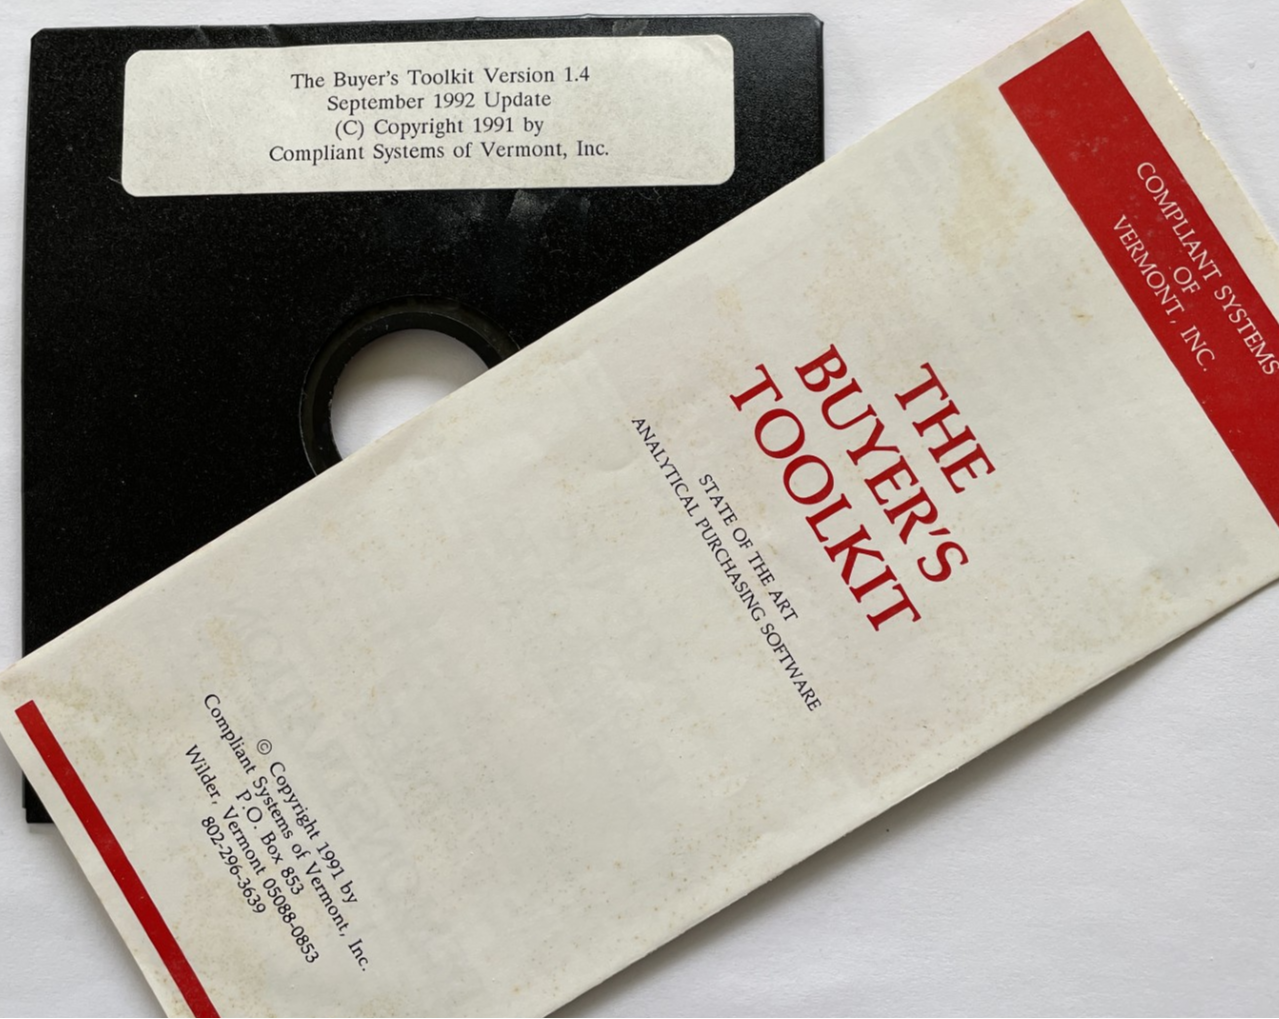 The Buyer's Toolkit Version 1.4
September 1992 Update
(C) Copyright 1991 by
Compliant Systems of Vermont, Inc.
COMPLIANT SYSTEMS
OF
VERMONT, INC.
THE
BUYER'S
TOOLKIT
STATE OF THE ART
ANALYTICAL PURCHASING SOFTWARE
© Copyright 1991 by
Compliant Systems of Vermont, Inc.
P.O. Box 853
Wilder, Vermont 05088-0853
802-296-3639